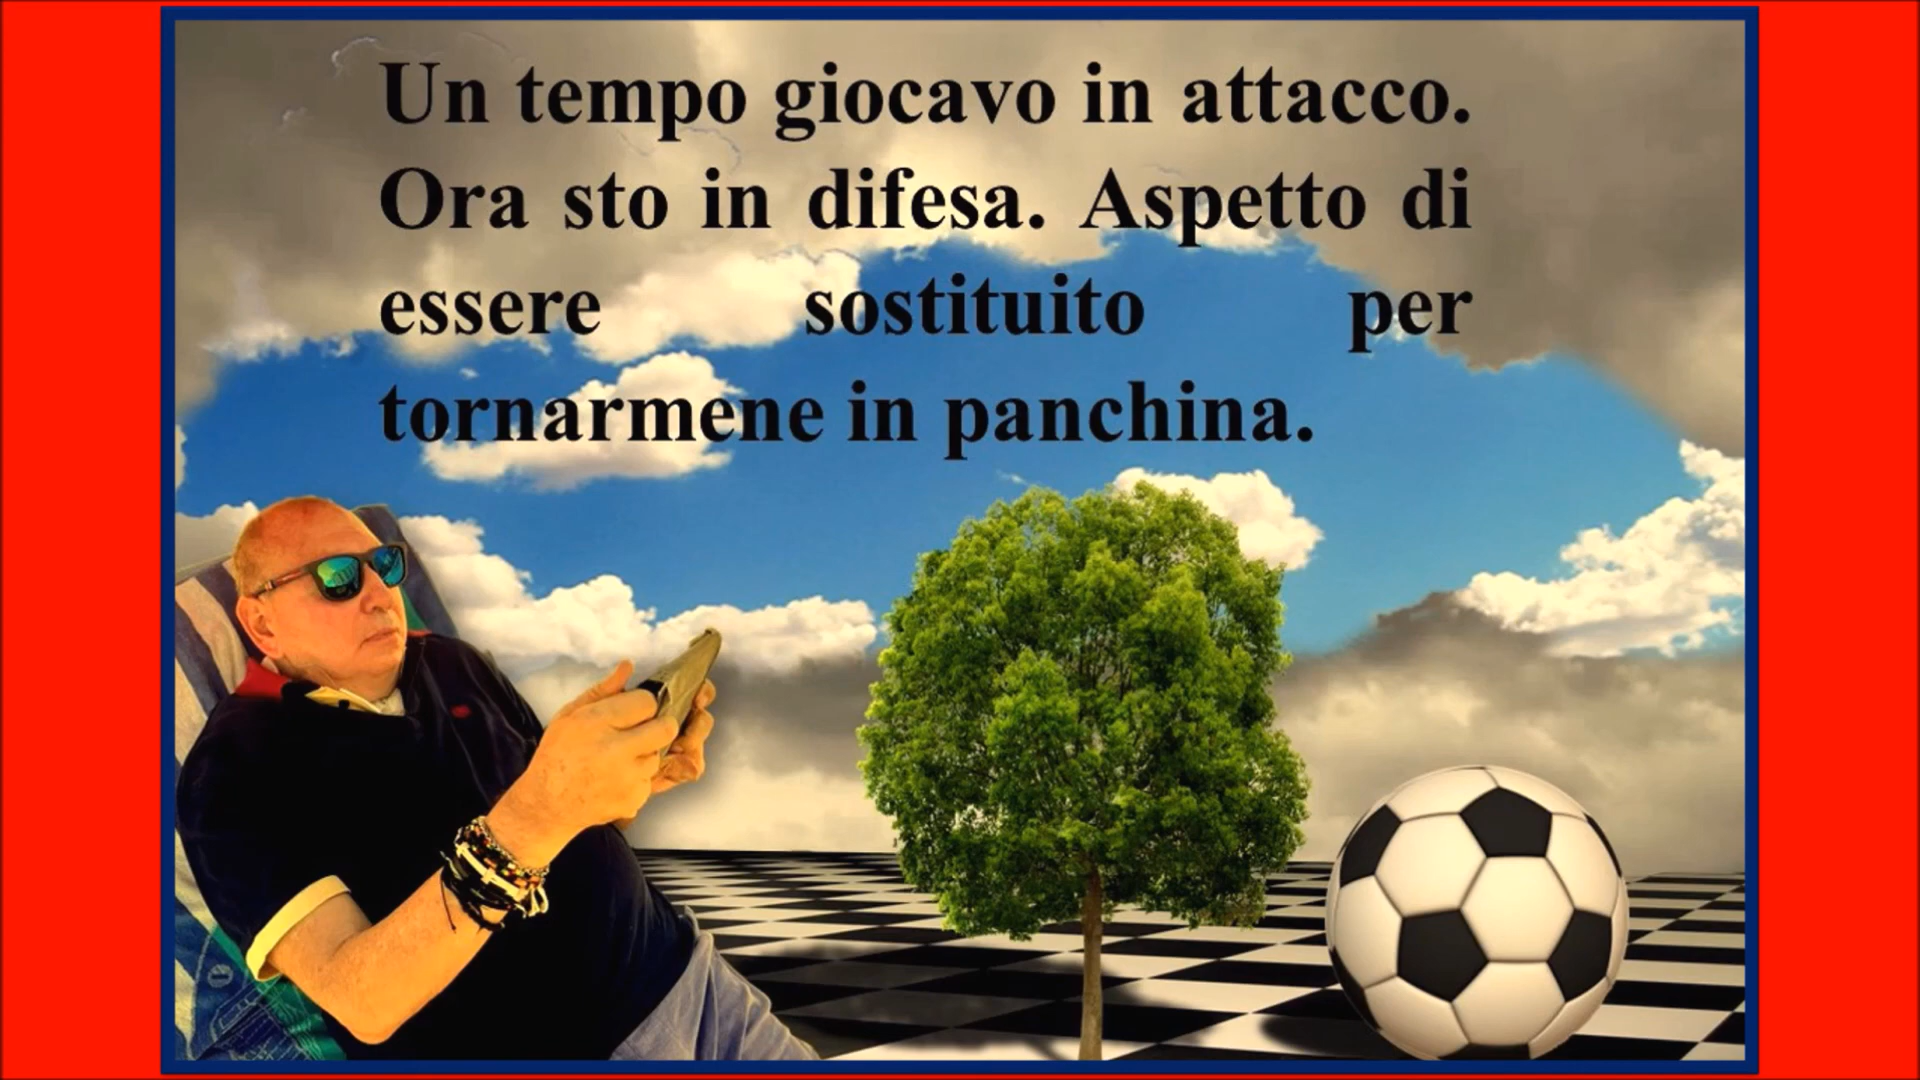 Un tempo giocavo in attacco.
Ora sto in difesa. Aspetto di
essere sostituito per
tornarmene in panchina.